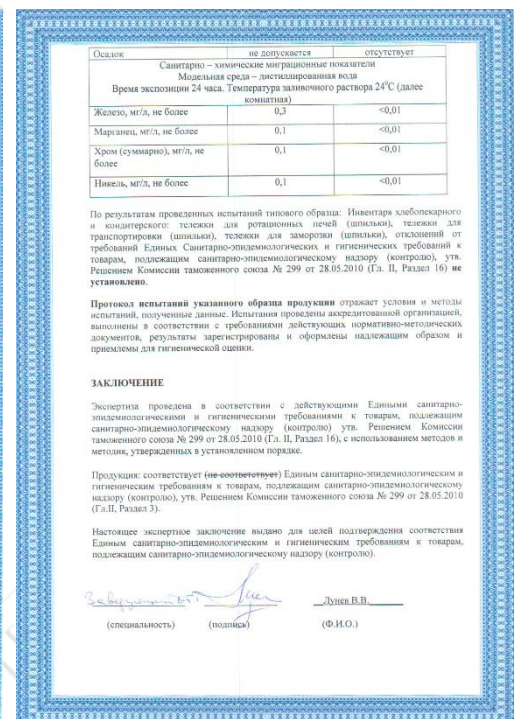 Осадок не допускается отсутствует
Санитарно – химические миграционные показатели
Модельная среда – дистиллированная вода
Время экспозиции 24 часа. Температура заливочного раствора 24°С (далее комнатная)
Железо, мг/л, не более 0,3 <0,01
Марганец, мг/л, не более 0,1 <0,01
Хром (суммарно), мг/л, не более 0,1 <0,01
Никель, мг/л, не более 0,1 <0,01
По результатам проведенных испытаний типового образца: Инвентаря хлебопекарного
и кондитерского: тележки для ротационных печей (шпильки), тележки для
транспортировки (шпильки), тележки для заморозки (шпильки), отклонений от
требований Единых Санитарно-эпидемиологических и гигиенических требований к
товарам, подлежащим санитарно-эпидемиологическому надзору (контролю), утв.
Решением Комиссии таможенного союза № 299 от 28.05.2010 (Гл. II, Раздел 16) не
установлено.
Протокол испытаний указанного образца продукции отражает условия и методы
испытаний, полученные данные. Испытания проведены аккредитованной организацией,
выполнены в соответствии с требованиями действующих нормативно-методических
документов, результаты зарегистрированы и оформлены надлежащим образом и
приемлемы для гигиенической оценки.
ЗАКЛЮЧЕНИЕ
Экспертиза проведена в соответствии с действующими Едиными санитарно-
эпидемиологическими и гигиеническими требованиями к товарам, подлежащим
санитарно-эпидемиологическому надзору (контролю) утв. Решением Комиссии
таможенного союза № 299 от 28.05.2010 (Гл. II, Раздел 16), с использованием методов и
методик, утвержденных в установленном порядке.
Продукция: соответствует (не соответствует) Единым санитарно-эпидемиологическим и
гигиеническим требованиям к товарам, подлежащим санитарно-эпидемиологическому
надзору (контролю), утв. Решением Комиссии таможенного союза № 299 от 28.05.2010
(Гл.II, Раздел 3).
Настоящее экспертное заключение выдано для целей подтверждения соответствия
Единым санитарно-эпидемиологическим и гигиеническим требованиям к товарам,
подлежащим санитарно-эпидемиологическому надзору (контролю).
Заведующий Лунев В.В.
(специальность) (подпись) (Ф.И.О.)